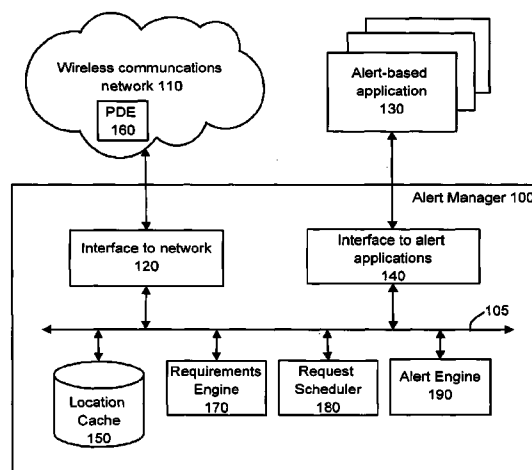 Wireless communcations
network 110
PDE
160
Alert-based
application
130
Alert Manager 100
Interface to network
120
Interface to alert
applications
140
105
Location
Cache
150
Requirements
Engine
170
Request
Scheduler
180
Alert Engine
190